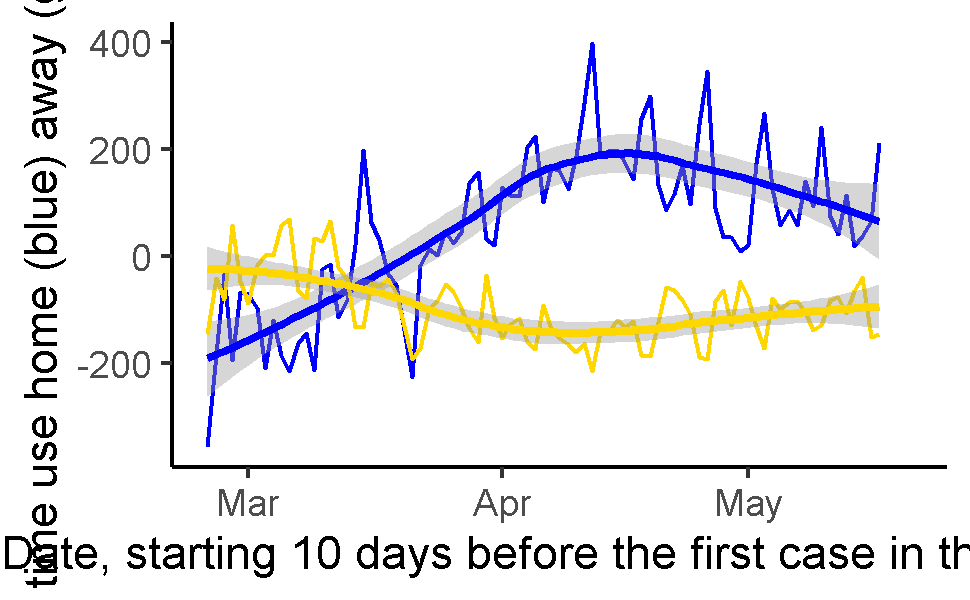 time use home (blue) away (
400
200
0
-200
Mar Apr May
Date, starting 10 days before the first case in th